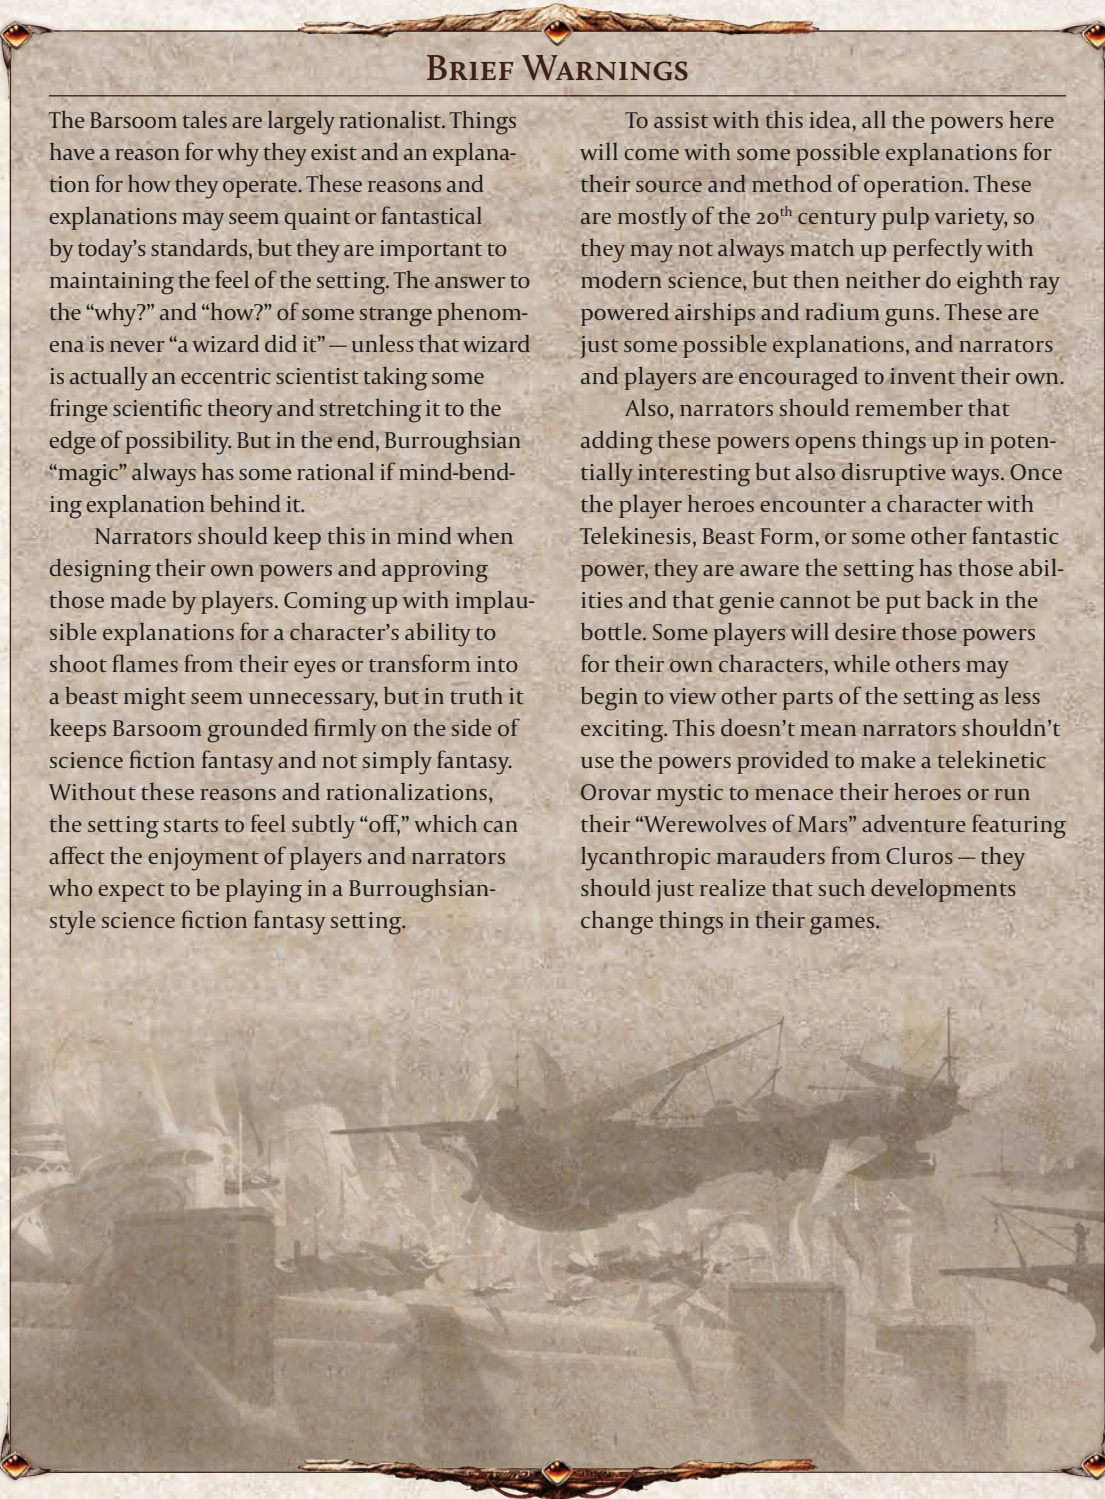 Brief Warnings
The Barsoom tales are largely rationalist. Things
have a reason for why they exist and an explana-
tion for how they operate. These reasons and
explanations may seem quaint or fantastical
by today’s standards, but they are important to
maintaining the feel of the setting. The answer to
the “why?” and “how?” of some strange phenom-
ena is never “a wizard did it” — unless that wizard
is actually an eccentric scientist taking some
fringe scientific theory and stretching it to the
edge of possibility. But in the end, Burroughsian
“magic” always has some rational if mind-bend-
ing explanation behind it.
Narrators should keep this in mind when
designing their own powers and approving
those made by players. Coming up with implau-
sible explanations for a character’s ability to
shoot flames from their eyes or transform into
a beast might seem unnecessary, but in truth it
keeps Barsoom grounded firmly on the side of
science fiction fantasy and not simply fantasy.
Without these reasons and rationalizations,
the setting starts to feel subtly “off,” which can
affect the enjoyment of players and narrators
who expect to be playing in a Burroughsian-
style science fiction fantasy setting.
To assist with this idea, all the powers here
will come with some possible explanations for
their source and method of operation. These
are mostly of the 20th century pulp variety, so
they may not always match up perfectly with
modern science, but then neither do eighth ray
powered airships and radium guns. These are
just some possible explanations, and narrators
and players are encouraged to invent their own.
Also, narrators should remember that
adding these powers opens things up in poten-
tially interesting but also disruptive ways. Once
the player heroes encounter a character with
Telekinesis, Beast Form, or some other fantastic
power, they are aware the setting has those abil-
ities and that genie cannot be put back in the
bottle. Some players will desire those powers
for their own characters, while others may
begin to view other parts of the setting as less
exciting. This doesn’t mean narrators shouldn’t
use the powers provided to make a telekinetic
Orovar mystic to menace their heroes or run
their “Werewolves of Mars” adventure featuring
lycanthropic marauders from Cluros — they
should just realize that such developments
change things in their games.